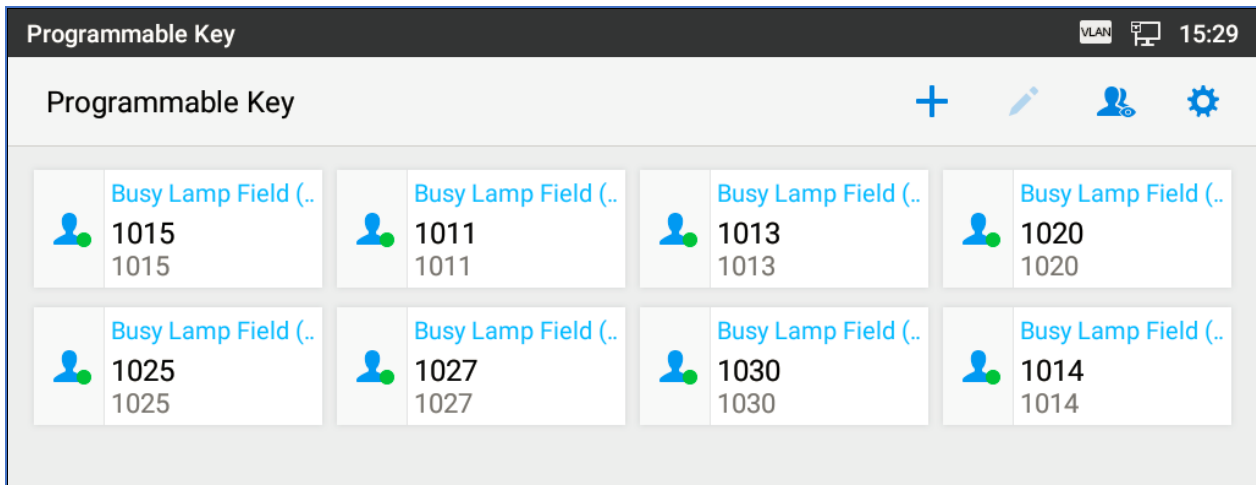 Programmable Key VLAN 15:29
Programmable Key
Busy Lamp Field (.. Busy Lamp Field (.. Busy Lamp Field (.. Busy Lamp Field (..
1015 1011 1013 1020
1015 1011 1013 1020
Busy Lamp Field (.. Busy Lamp Field (.. Busy Lamp Field (.. Busy Lamp Field (..
1025 1027 1030 1014
1025 1027 1030 1014